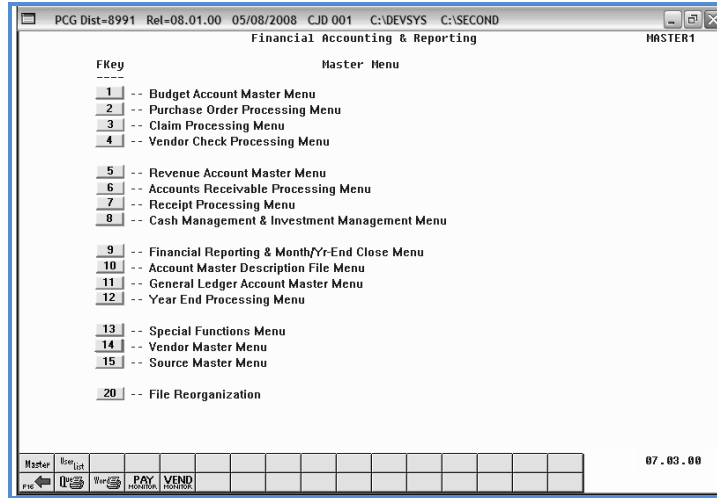 PCG Dist=8991 Rel=08.01.00 05/08/2008 CJD 001 C:\DEVSYS C:\SECOND
Financial Accounting & Reporting MASTER1
FKey Master Menu
----
1 -- Budget Account Master Menu
2 -- Purchase Order Processing Menu
3 -- Claim Processing Menu
4 -- Vendor Check Processing Menu
5 -- Revenue Account Master Menu
6 -- Accounts Receivable Processing Menu
7 -- Receipt Processing Menu
8 -- Cash Management & Investment Management Menu
9 -- Financial Reporting & Month/Yr-End Close Menu
10 -- Account Master Description File Menu
11 -- General Ledger Account Master Menu
12 -- Year End Processing Menu
13 -- Special Functions Menu
14 -- Vendor Master Menu
15 -- Source Master Menu
20 -- File Reorganization
Master User List 07.03.00
F16 Que Word PAY MONITOR VEND MONITOR